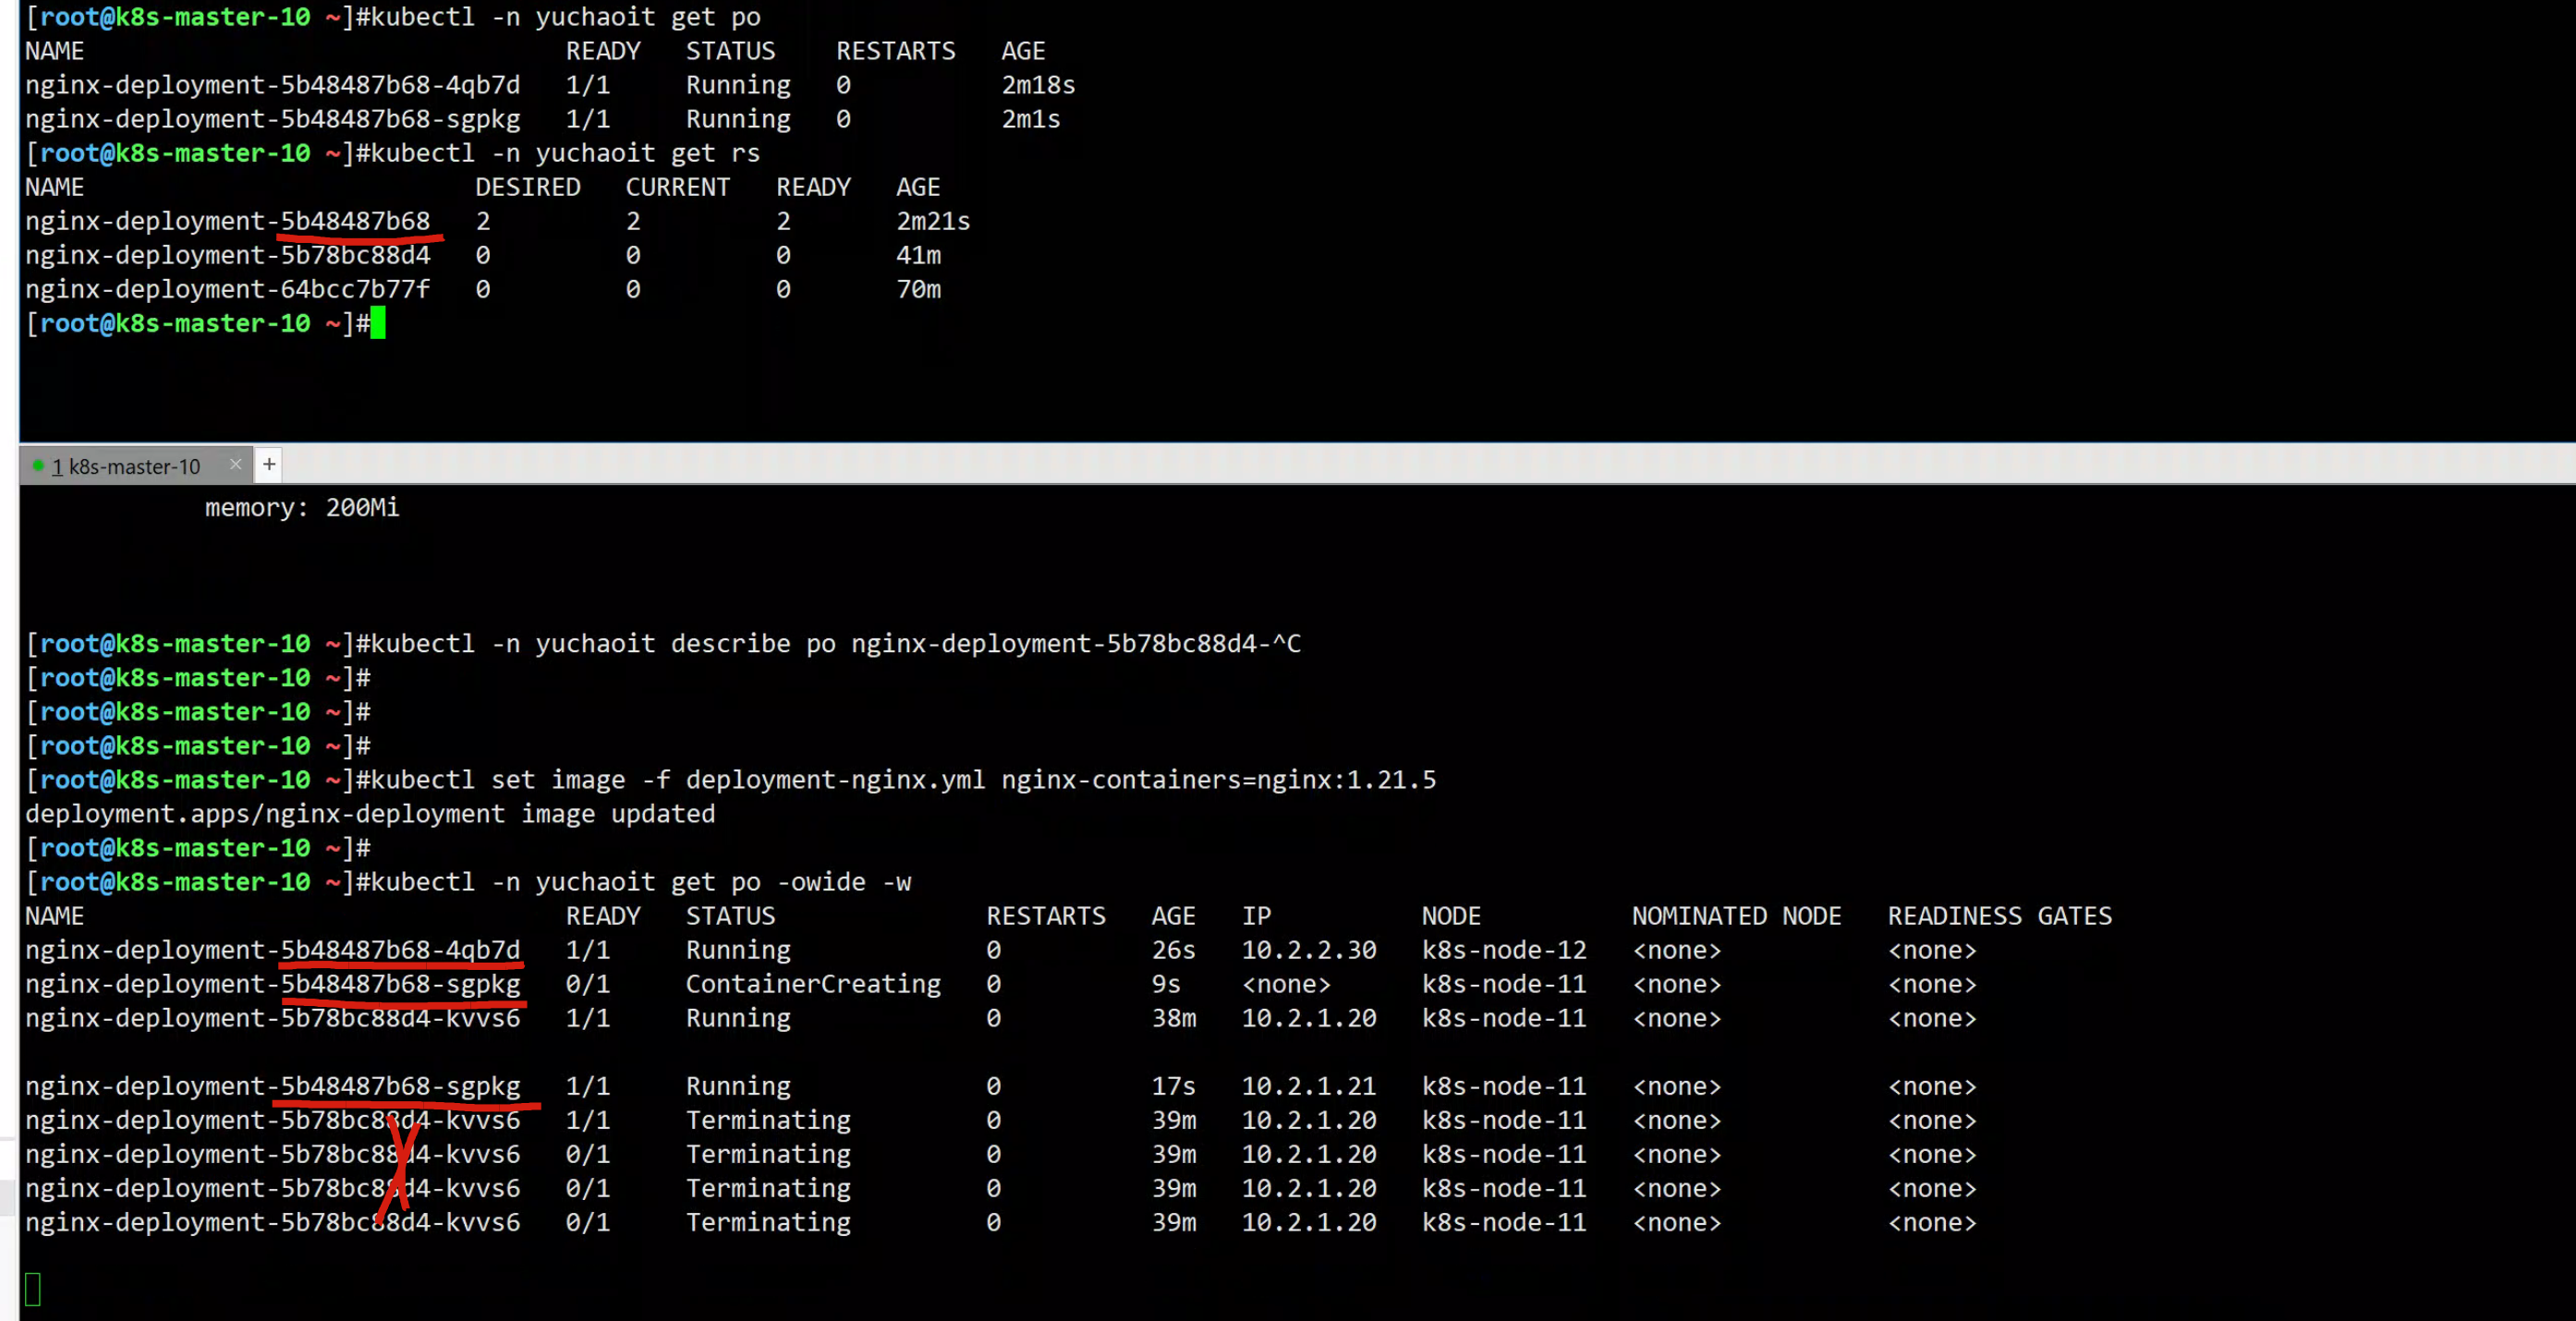 [root@k8s-master-10 ~]#kubectl -n yuchaoit get po
NAME READY STATUS RESTARTS AGE
nginx-deployment-5b48487b68-4qb7d 1/1 Running 0 2m18s
nginx-deployment-5b48487b68-sgpkg 1/1 Running 0 2m1s
[root@k8s-master-10 ~]#kubectl -n yuchaoit get rs
NAME DESIRED CURRENT READY AGE
nginx-deployment-5b48487b68 2 2 2 2m21s
nginx-deployment-5b78bc88d4 0 0 0 41m
nginx-deployment-64bcc7b77f 0 0 0 70m
[root@k8s-master-10 ~]#
1 k8s-master-10 × +
memory: 200Mi
[root@k8s-master-10 ~]#kubectl -n yuchaoit describe po nginx-deployment-5b78bc88d4-^C
[root@k8s-master-10 ~]#
[root@k8s-master-10 ~]#
[root@k8s-master-10 ~]#
[root@k8s-master-10 ~]#kubectl set image -f deployment-nginx.yml nginx-containers=nginx:1.21.5
deployment.apps/nginx-deployment image updated
[root@k8s-master-10 ~]#
[root@k8s-master-10 ~]#kubectl -n yuchaoit get po -owide -w
NAME READY STATUS RESTARTS AGE IP NODE NOMINATED NODE READINESS GATES
nginx-deployment-5b48487b68-4qb7d 1/1 Running 0 26s 10.2.2.30 k8s-node-12 <none> <none>
nginx-deployment-5b48487b68-sgpkg 0/1 ContainerCreating 0 9s <none> k8s-node-11 <none> <none>
nginx-deployment-5b78bc88d4-kvvs6 1/1 Running 0 38m 10.2.1.20 k8s-node-11 <none> <none>
nginx-deployment-5b48487b68-sgpkg 1/1 Running 0 17s 10.2.1.21 k8s-node-11 <none> <none>
nginx-deployment-5b78bc88d4-kvvs6 1/1 Terminating 0 39m 10.2.1.20 k8s-node-11 <none> <none>
nginx-deployment-5b78bc88d4-kvvs6 0/1 Terminating 0 39m 10.2.1.20 k8s-node-11 <none> <none>
nginx-deployment-5b78bc88d4-kvvs6 0/1 Terminating 0 39m 10.2.1.20 k8s-node-11 <none> <none>
nginx-deployment-5b78bc88d4-kvvs6 0/1 Terminating 0 39m 10.2.1.20 k8s-node-11 <none> <none>